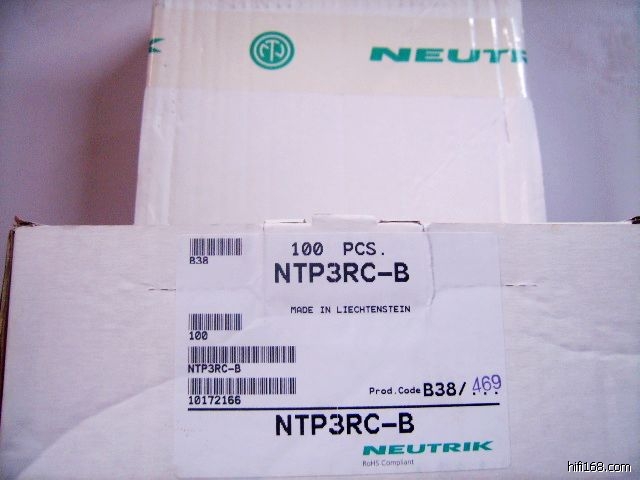 K NEUTR
B38
100 PCS.
NTP3RC-B
MADE IN LIECHTENSTEIN
100
NTP3RC-B
10172166
Prod.Code B38/...469
NTP3RC-B
NEUTRIK
RoHS Compliant
hifi168.com